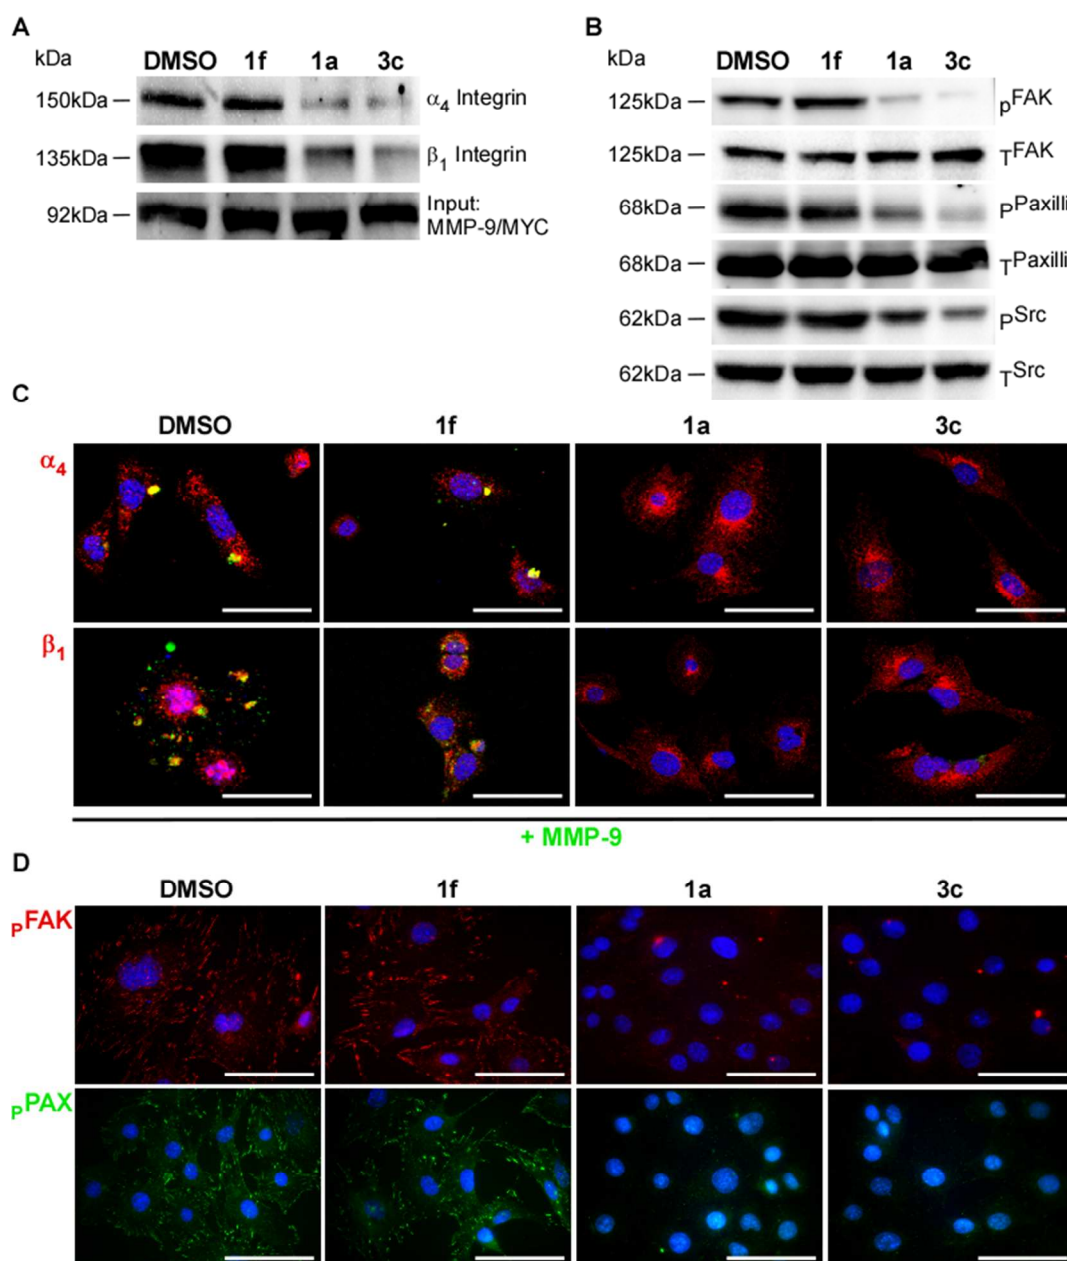 A
kDa DMSO 1f 1a 3c
150kDa α4 Integrin
135kDa β1 Integrin
92kDa Input:
MMP-9/MYC
B
kDa DMSO 1f 1a 3c
125kDa pFAK
125kDa TFAK
68kDa PPaxilli
68kDa TPaxilli
62kDa PSrc
62kDa TSrc
C
DMSO 1f 1a 3c
α4
β1
+ MMP-9
D
DMSO 1f 1a 3c
PFAK
PPAX